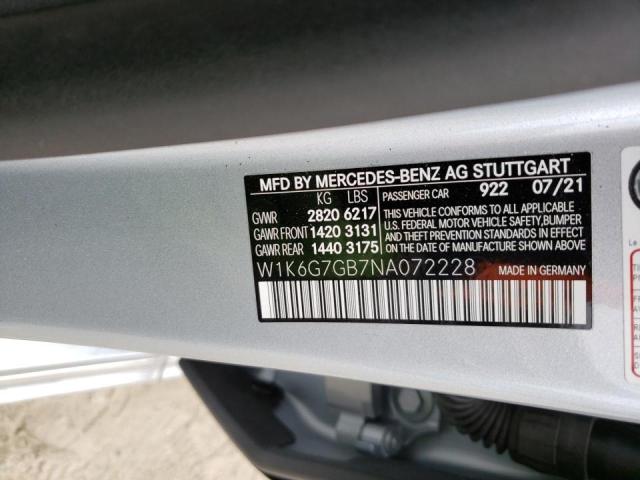 MFD BY MERCEDES-BENZ AG STUTTGART
KG LBS PASSENGER CAR 922 07/21
GVWR 2820 6217 THIS VEHICLE CONFORMS TO ALL APPLICABLE
GAWR FRONT 1420 3131 U.S. FEDERAL MOTOR VEHICLE SAFETY, BUMPER
GAWR REAR 1440 3175 AND THEFT PREVENTION STANDARDS IN EFFECT
ON THE DATE OF MANUFACTURE SHOWN ABOVE.
W1K6G7GB7NA072228 MADE IN GERMANY